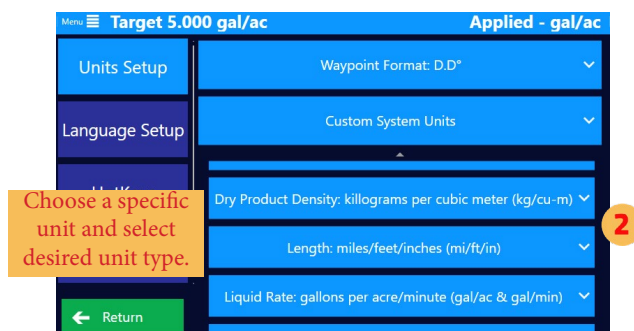 Menu Target 5.000 gal/ac Applied - gal/ac
Units Setup
Waypoint Format: D.D°
Language Setup
Custom System Units
Dry Product Density: killograms per cubic meter (kg/cu-m)
Choose a specific
unit and select
desired unit type.
2
Length: miles/feet/inches (mi/ft/in)
Liquid Rate: gallons per acre/minute (gal/ac & gal/min)
Return